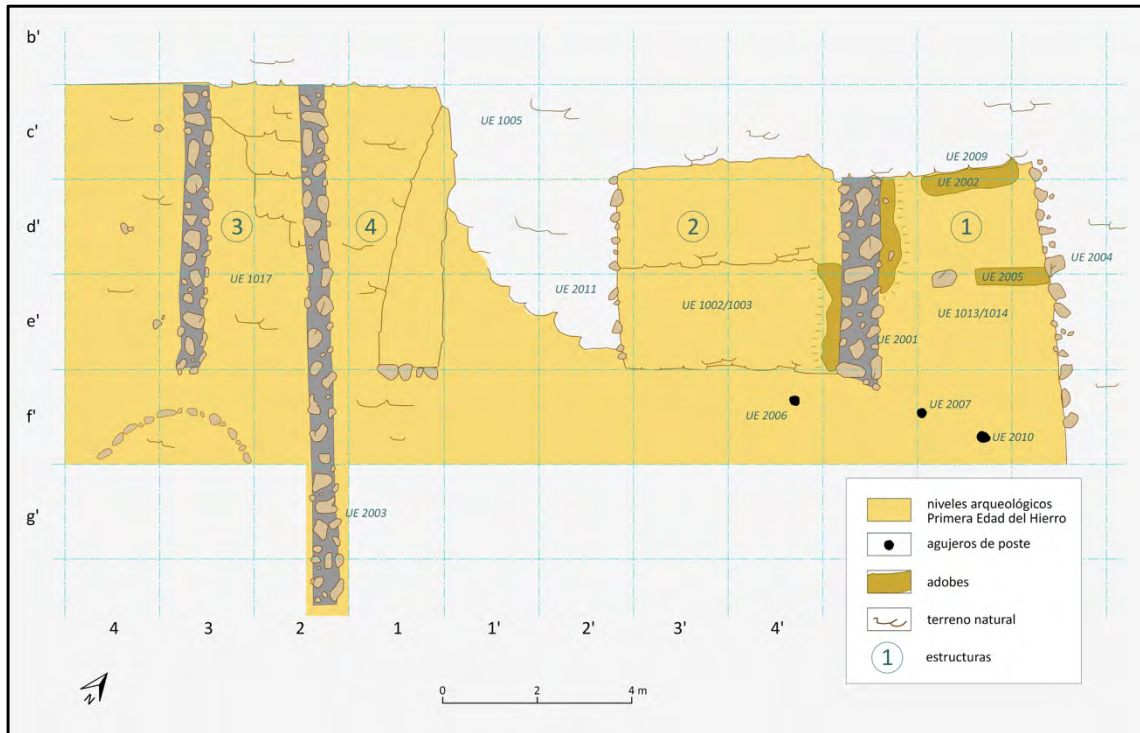 b'
c'
UE 1005
UE 2009
UE 2002
d'
3
4
2
1
UE 1017
UE 2011
UE 2004
UE 2005
UE 1002/1003
UE 1013/1014
e'
UE 2001
f'
UE 2006
UE 2007
UE 2010
g'
UE 2003
4
3
2
1
1'
2'
3'
4'
niveles arqueológicos
Primera Edad del Hierro
agujeros de poste
adobes
terreno natural
1
estructuras
N
0
2
4 m